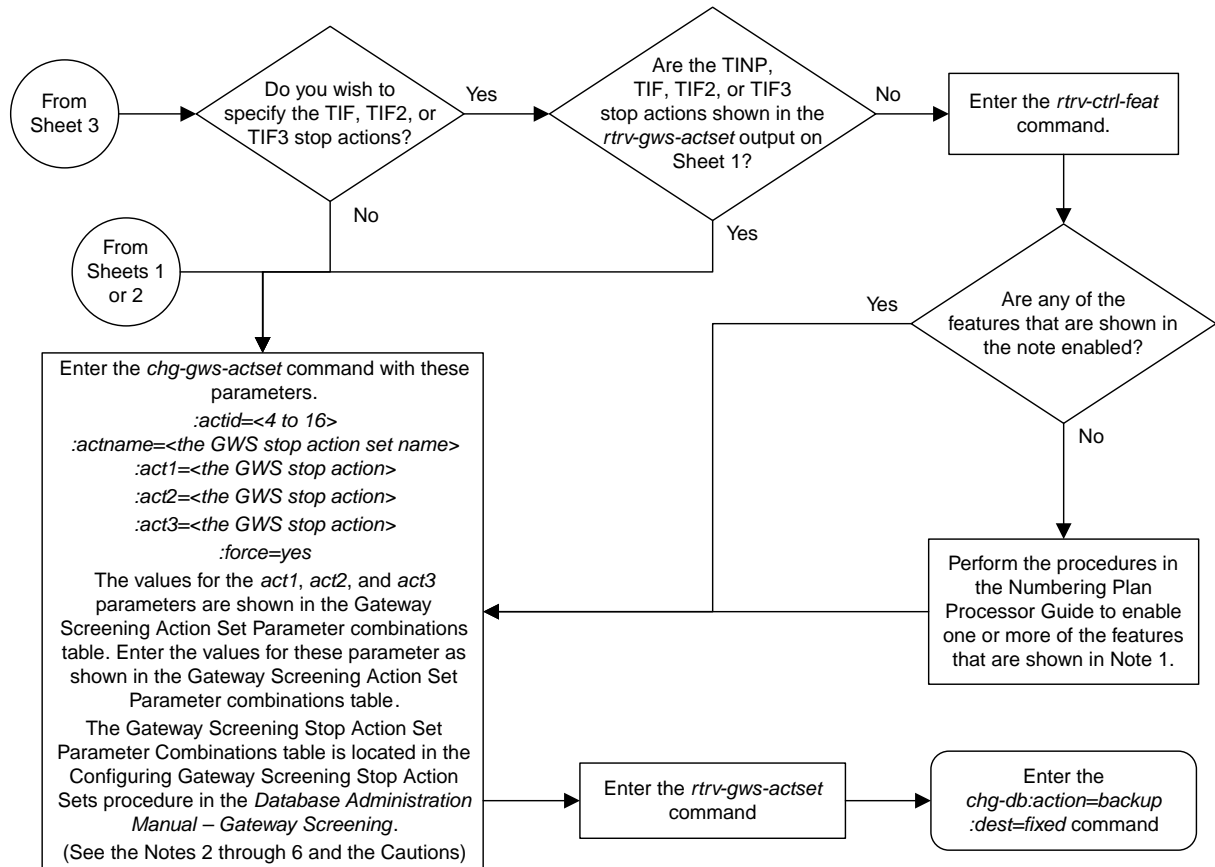 From
Sheet 3
Do you wish to
specify the TIF, TIF2, or
TIF3 stop actions?
Yes
No
Are the TINP,
TIF, TIF2, or TIF3
stop actions shown in the
rtrv-gws-actset output on
Sheet 1?
No
Yes
Enter the rtrv-ctrl-feat
command.
From
Sheets 1
or 2
Are any of the
features that are shown in
the note enabled?
Yes
No
Perform the procedures in
the Numbering Plan
Processor Guide to enable
one or more of the features
that are shown in Note 1.
Enter the chg-gws-actset command with these
parameters.
:actid=<4 to 16>
:actname=<the GWS stop action set name>
:act1=<the GWS stop action>
:act2=<the GWS stop action>
:act3=<the GWS stop action>
:force=yes
The values for the act1, act2, and act3
parameters are shown in the Gateway
Screening Action Set Parameter combinations
table. Enter the values for these parameter as
shown in the Gateway Screening Action Set
Parameter combinations table.
The Gateway Screening Stop Action Set
Parameter Combinations table is located in the
Configuring Gateway Screening Stop Action
Sets procedure in the Database Administration
Manual – Gateway Screening.
(See the Notes 2 through 6 and the Cautions)
Enter the rtrv-gws-actset
command
Enter the
chg-db:action=backup
:dest=fixed command